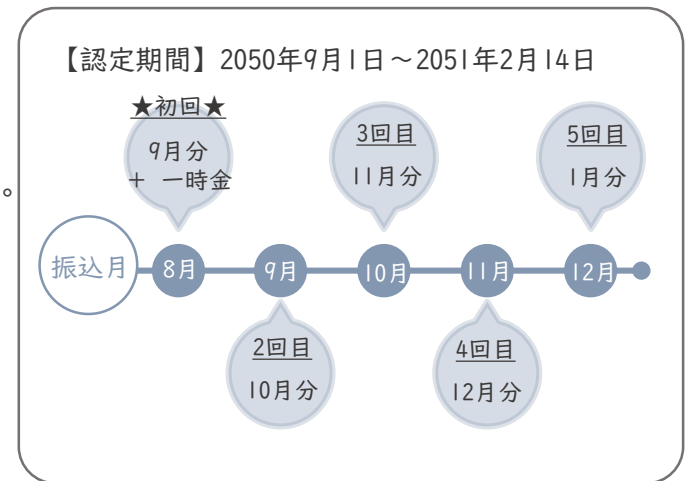 【認定期間】2050年9月1日～2051年2月14日
★初回★
9月分
+ 一時金
3回目
11月分
5回目
1月分
。
振込月
8月
9月
10月
11月
12月
2回目
10月分
4回目
12月分